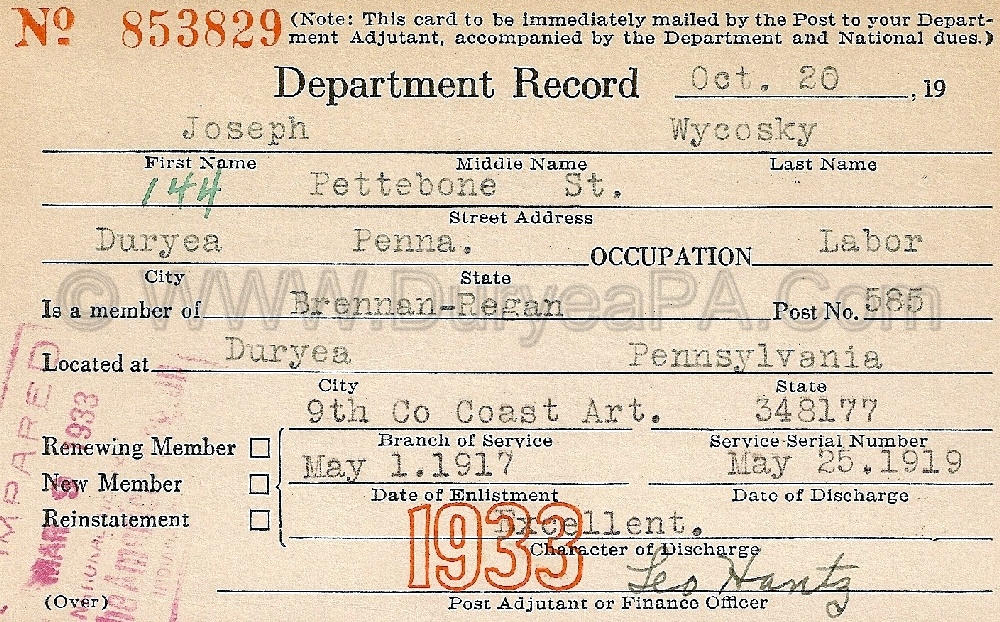 Nº 853829 (Note: This card to be immediately mailed by the Post to your Depart-
ment Adjutant, accompanied by the Department and National dues.)
Department Record Oct. 20, 19
Joseph Wycosky
First Name Middle Name Last Name
144 Pettebone St.
Street Address
Duryea Penna. OCCUPATION Labor
City State
© WWW.DuryeaPA.Com
Is a member of Brennan-Regan Post No. 585
Located at Duryea Pennsylvania
City State
9th Co Coast Art. 348177
Renewing Member Branch of Service Service Serial Number
May 1.1917 May 25.1919
New Member Date of Enlistment Date of Discharge
Reinstatement Excellent.
1933 Character of Discharge
Leo Hantz
(Over) Post Adjutant or Finance Officer
MAR 1933
NATIONAL